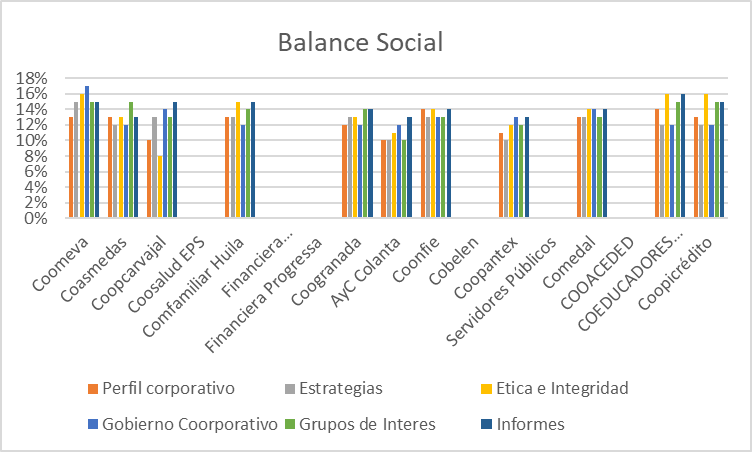 Balance Social
18%
16%
14%
12%
10%
8%
6%
4%
2%
0%
Coomeva
Coasmedas
Coopcarvajal
Coosalud EPS
Comfamiliar Huila
Financiera...
Financiera Progressa
Coogranada
AyC Colanta
Coonfie
Cobelen
Coopantex
Servidores Públicos
Comedal
COOACEDED
COEDUCADORES...
Coopicrédito
Perfil corporativo
Estrategias
Etica e Integridad
Gobierno Coorporativo
Grupos de Interes
Informes